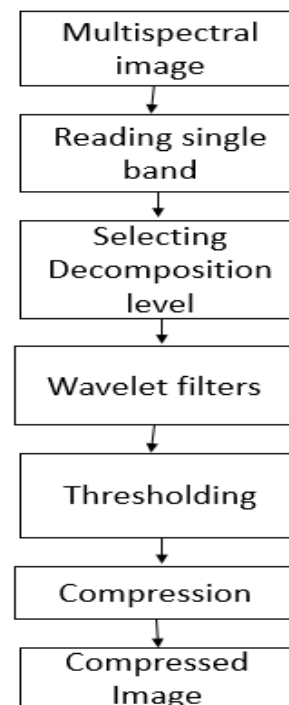 Multispectral
image
Reading single
band
Selecting
Decomposition
level
Wavelet filters
Thresholding
Compression
Compressed
Image